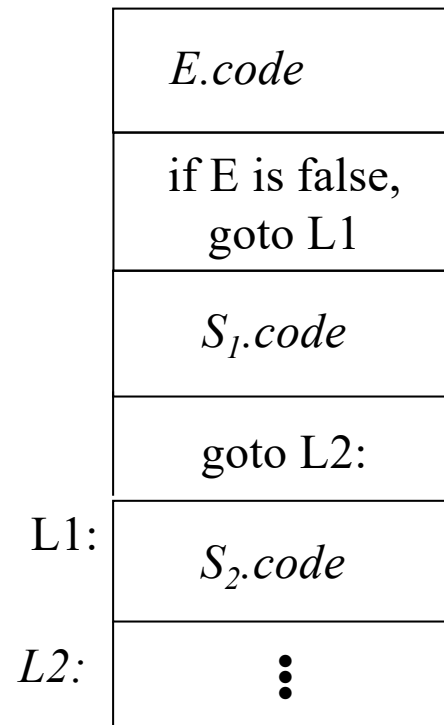 E.code
if E is false,
goto L1
S₁.code
goto L2:
L1:
S₂.code
L2:
⋮